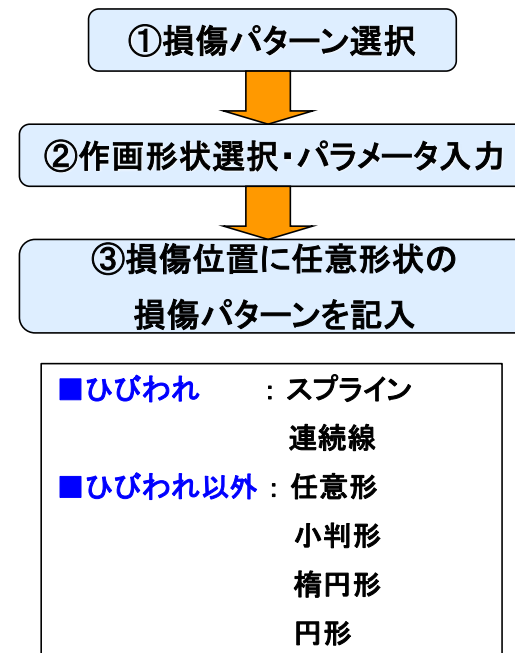 ①損傷パターン選択
②作画形状選択・パラメータ入力
③損傷位置に任意形状の
損傷パターンを記入
■ひびわれ ：スプライン
連続線
■ひびわれ以外：任意形
小判形
楕円形
円形